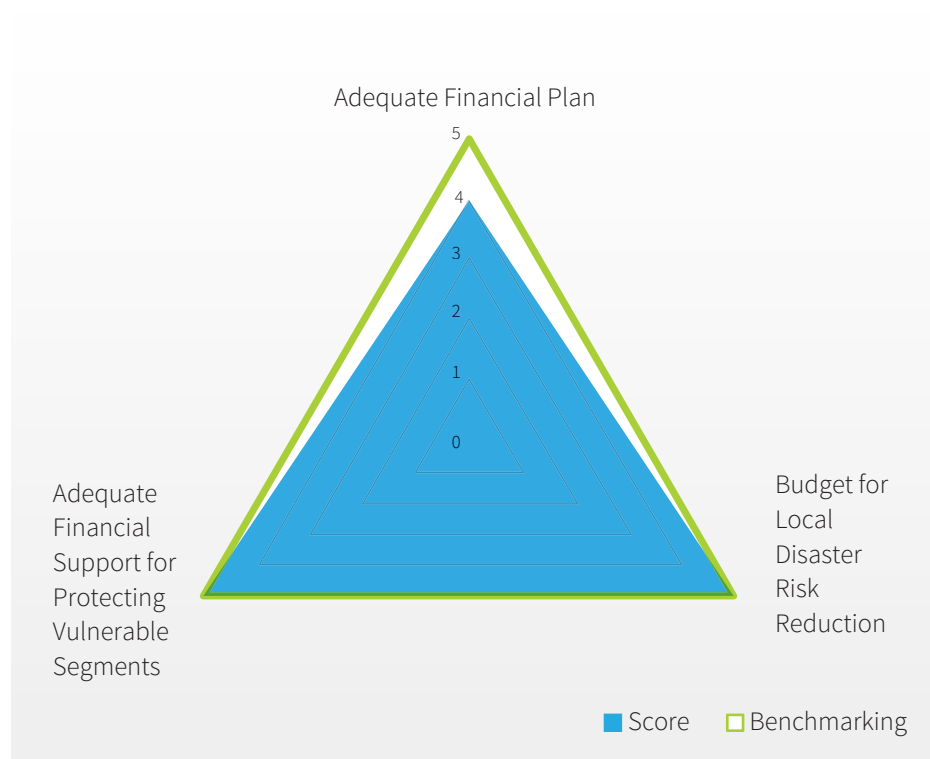 Adequate Financial Plan
5
4
3
2
1
0
Adequate
Financial
Support for
Protecting
Vulnerable
Segments
Budget for
Local
Disaster
Risk
Reduction
Score
Benchmarking